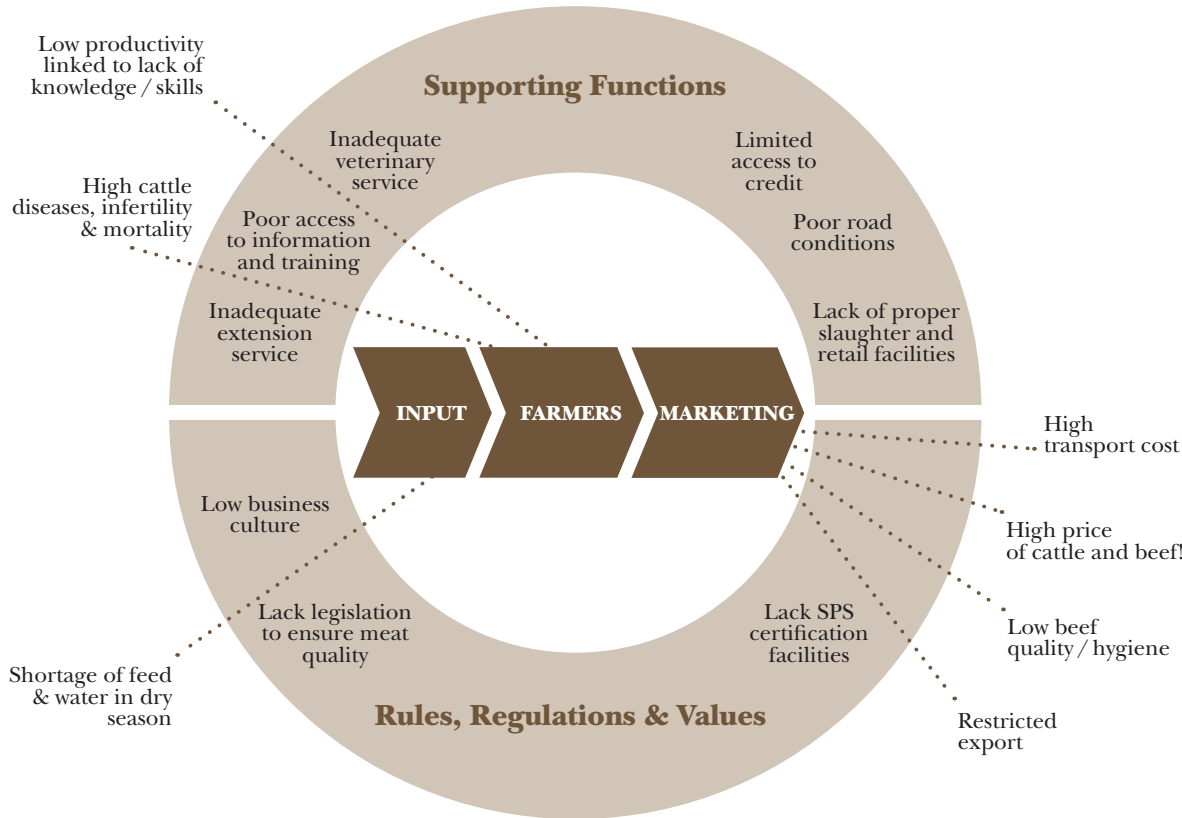 Low productivity
linked to lack of
knowledge / skills
Supporting Functions
Inadequate
veterinary
service
Limited
access to
credit
High cattle
diseases, infertility
& mortality
Poor access
to information
and training
Poor road
conditions
Inadequate
extension
service
Lack of proper
slaughter and
retail facilities
INPUT
FARMERS
MARKETING
High
transport cost
Low business
culture
High price
of cattle and beef!
Lack legislation
to ensure meat
quality
Lack SPS
certification
facilities
Low beef
quality / hygiene
Shortage of feed
& water in dry
season
Rules, Regulations & Values
Restricted
export